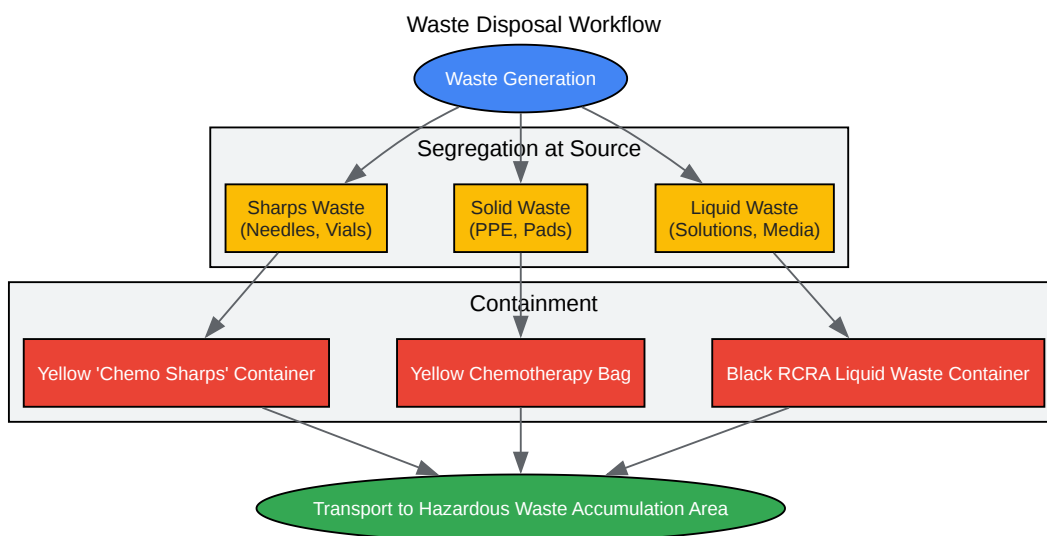 Waste Disposal Workflow
Waste Generation
Segregation at Source
Sharps Waste
(Needles, Vials)
Solid Waste
(PPE, Pads)
Liquid Waste
(Solutions, Media)
Containment
Yellow 'Chemo Sharps' Container
Yellow Chemotherapy Bag
Black RCRA Liquid Waste Container
Transport to Hazardous Waste Accumulation Area